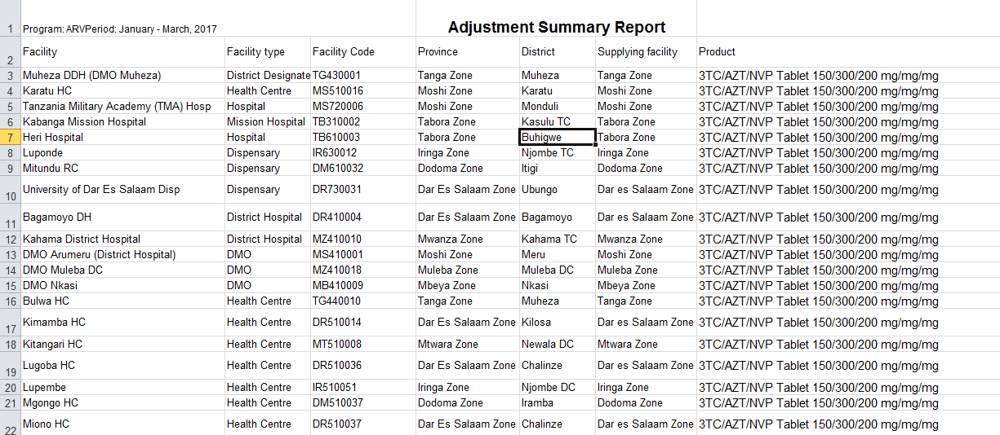 1 Program: ARVPeriod: January - March, 2017 Adjustment Summary Report
2 Facility Facility type Facility Code Province District Supplying facility Product
3 Muheza DDH (DMO Muheza) District Designate TG430001 Tanga Zone Muheza Tanga Zone 3TC/AZT/NVP Tablet 150/300/200 mg/mg/mg
4 Karatu HC Health Centre MS510016 Moshi Zone Karatu Moshi Zone 3TC/AZT/NVP Tablet 150/300/200 mg/mg/mg
5 Tanzania Military Academy (TMA) Hosp Hospital MS720006 Moshi Zone Monduli Moshi Zone 3TC/AZT/NVP Tablet 150/300/200 mg/mg/mg
6 Kabanga Mission Hospital Mission Hospital TB310002 Tabora Zone Kasulu TC Tabora Zone 3TC/AZT/NVP Tablet 150/300/200 mg/mg/mg
7 Heri Hospital Hospital TB610003 Tabora Zone Buhigwe Tabora Zone 3TC/AZT/NVP Tablet 150/300/200 mg/mg/mg
8 Luponde Dispensary IR630012 Iringa Zone Njombe TC Iringa Zone 3TC/AZT/NVP Tablet 150/300/200 mg/mg/mg
9 Mitundu RC Dispensary DM610032 Dodoma Zone Itigi Dodoma Zone 3TC/AZT/NVP Tablet 150/300/200 mg/mg/mg
10 University of Dar Es Salaam Disp Dispensary DR730031 Dar Es Salaam Zone Ubungo Dar es Salaam Zone 3TC/AZT/NVP Tablet 150/300/200 mg/mg/mg
11 Bagamoyo DH District Hospital DR410004 Dar Es Salaam Zone Bagamoyo Dar es Salaam Zone 3TC/AZT/NVP Tablet 150/300/200 mg/mg/mg
12 Kahama District Hospital District Hospital MZ410010 Mwanza Zone Kahama TC Mwanza Zone 3TC/AZT/NVP Tablet 150/300/200 mg/mg/mg
13 DMO Arumeru (District Hospital) DMO MS410001 Moshi Zone Meru Moshi Zone 3TC/AZT/NVP Tablet 150/300/200 mg/mg/mg
14 DMO Muleba DC DMO MZ410018 Muleba Zone Muleba DC Muleba Zone 3TC/AZT/NVP Tablet 150/300/200 mg/mg/mg
15 DMO Nkasi DMO MB410009 Mbeya Zone Nkasi Mbeya Zone 3TC/AZT/NVP Tablet 150/300/200 mg/mg/mg
16 Bulwa HC Health Centre TG440010 Tanga Zone Muheza Tanga Zone 3TC/AZT/NVP Tablet 150/300/200 mg/mg/mg
17 Kimamba HC Health Centre DR510014 Dar Es Salaam Zone Kilosa Dar es Salaam Zone 3TC/AZT/NVP Tablet 150/300/200 mg/mg/mg
18 Kitangari HC Health Centre MT510008 Mtwara Zone Newala DC Mtwara Zone 3TC/AZT/NVP Tablet 150/300/200 mg/mg/mg
19 Lugoba HC Health Centre DR510036 Dar Es Salaam Zone Chalinze Dar es Salaam Zone 3TC/AZT/NVP Tablet 150/300/200 mg/mg/mg
20 Lupembe Health Centre IR510051 Iringa Zone Njombe DC Iringa Zone 3TC/AZT/NVP Tablet 150/300/200 mg/mg/mg
21 Mgongo HC Health Centre DM510037 Dodoma Zone Iramba Dodoma Zone 3TC/AZT/NVP Tablet 150/300/200 mg/mg/mg
22 Miono HC Health Centre DR510037 Dar Es Salaam Zone Chalinze Dar es Salaam Zone 3TC/AZT/NVP Tablet 150/300/200 mg/mg/mg